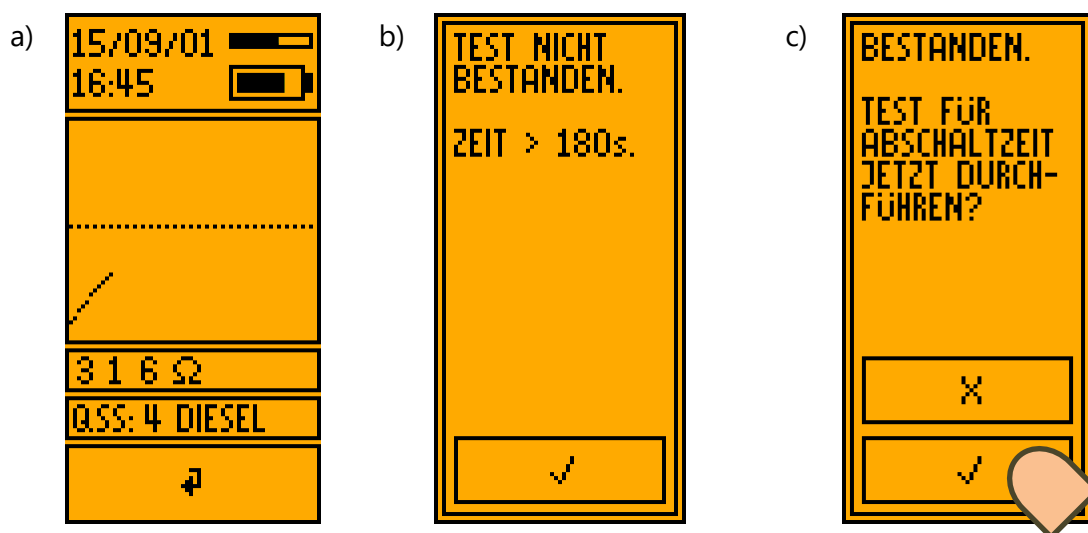 a)
15/09/01
16:45
3 1 6 Ω
Q.SS: 4 DIESEL
b)
TEST NICHT
BESTANDEN.
ZEIT > 180s.
c)
BESTANDEN.
TEST FÜR
ABSCHALTZEIT
JETZT DURCH-
FÜHREN?
X